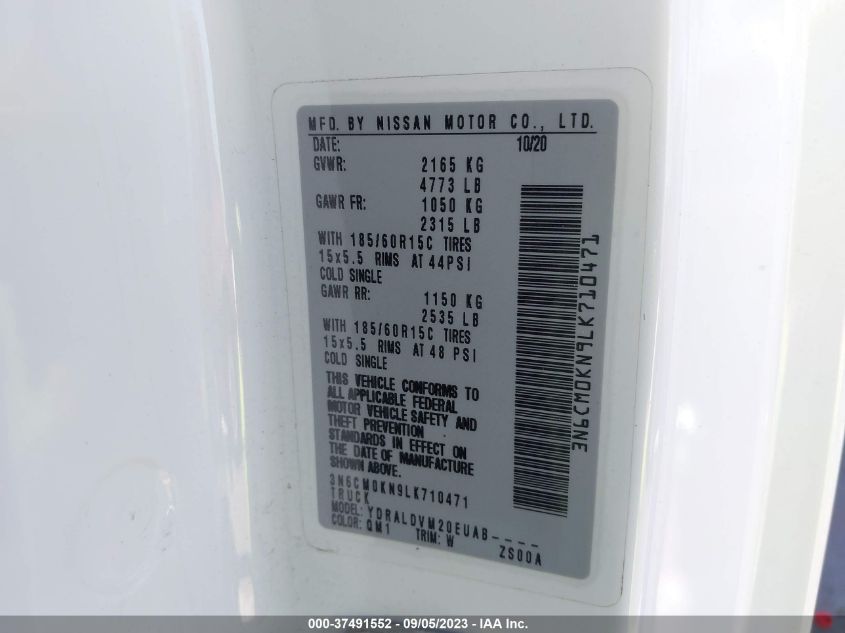 MFD. BY NISSAN MOTOR CO., LTD.
DATE: 10/20
GVWR: 2165 KG
4773 LB
GAWR FR: 1050 KG
2315 LB
WITH 185/60R15C TIRES
15x5.5 RIMS AT 44PSI
COLD SINGLE
GAWR RR: 1150 KG
2535 LB
WITH 185/60R15C TIRES
15x5.5 RIMS AT 48 PSI
COLD SINGLE
THIS VEHICLE CONFORMS TO
ALL APPLICABLE FEDERAL
MOTOR VEHICLE SAFETY AND
THEFT PREVENTION
STANDARDS IN EFFECT ON
THE DATE OF MANUFACTURE
SHOWN ABOVE.
3N6CM0KN9LK710471
TRUCK
MODEL: YDRALDVM20EUAB----
COLOR: QM1 TRIM: W ZS00A
3N6CM0KN9LK710471
000-37491552 - 09/05/2023 - IAA Inc.